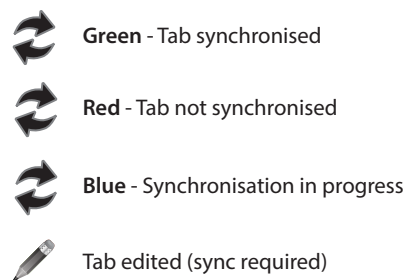 Green - Tab synchronised
Red - Tab not synchronised
Blue - Synchronisation in progress
Tab edited (sync required)